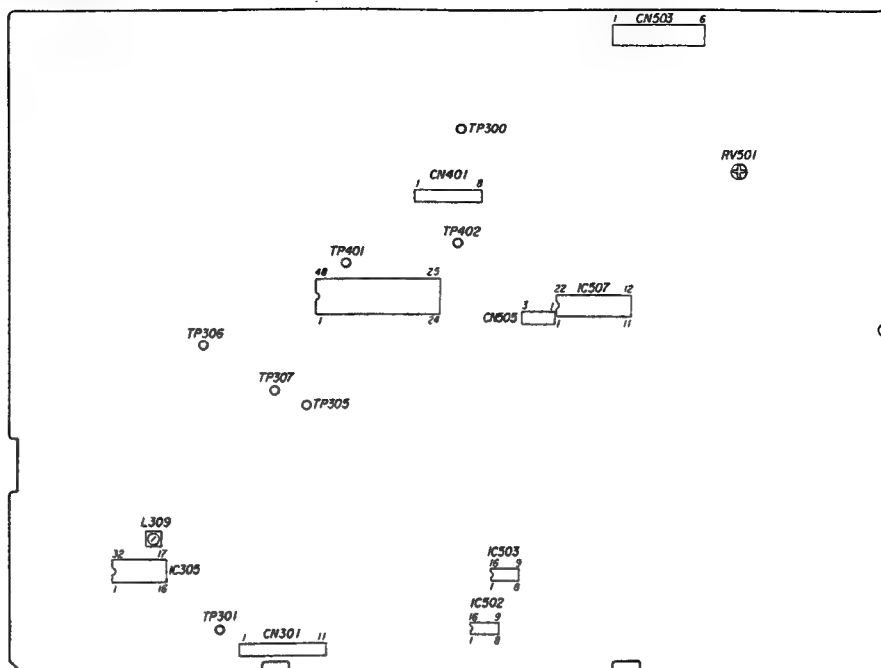 1 CN503 6
TP300
RV501
CN401
1 8
TP402
TP401
48 25
1 24
22 IC507 12
3 1
CN505
1 11
TP306
TP307
TP305
L309
32 17
IC305
1 16
IC503
16 9
1 8
IC502
16 9
1 8
TP301
1 CN301 11